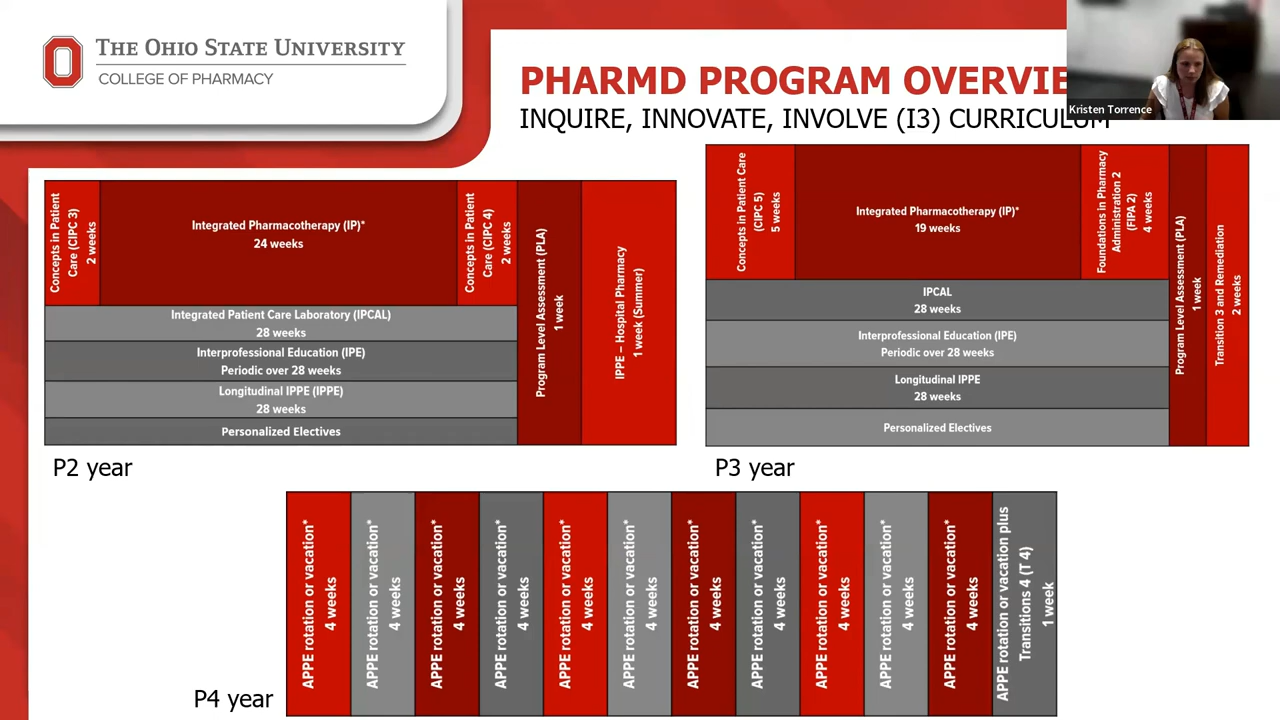 THE OHIO STATE UNIVERSITY
COLLEGE OF PHARMACY
PHARMD PROGRAM
INQUIRE, INNOVATE, INVOLVE (I3) CURRICULUM
Kristen Torrence
Concepts in Patient
Care (CIPC 3)
2 weeks
Integrated Pharmacotherapy (IP)*
24 weeks
Concepts in Patient
Care (CIPC 4)
2 weeks
Program Level Assessment (PLA)
1 week
IPPE – Hospital Pharmacy
1 week (Summer)
Integrated Patient Care Laboratory (IPCAL)
28 weeks
Interprofessional Education (IPE)
Periodic over 28 weeks
Longitudinal IPPE (IPPE)
28 weeks
Personalized Electives
P2 year
Concepts in Patient Care
(CIPC 5)
5 weeks
Integrated Pharmacotherapy (IP)*
19 weeks
Foundations in Pharmacy
Administration 2
(FIPA 2)
4 weeks
Program Level Assessment (PLA)
1 week
Transition 3 and Remediation
2 weeks
IPCAL
28 weeks
Interprofessional Education (IPE)
Periodic over 28 weeks
Longitudinal IPPE
28 weeks
Personalized Electives
P3 year
APPE rotation or vacation*
4 weeks
APPE rotation or vacation*
4 weeks
APPE rotation or vacation*
4 weeks
APPE rotation or vacation*
4 weeks
APPE rotation or vacation*
4 weeks
APPE rotation or vacation*
4 weeks
APPE rotation or vacation*
4 weeks
APPE rotation or vacation*
4 weeks
APPE rotation or vacation*
4 weeks
APPE rotation or vacation*
4 weeks
APPE rotation or vacation*
4 weeks
APPE rotation or vacation plus
Transitions 4 (T 4)
1 week
P4 year